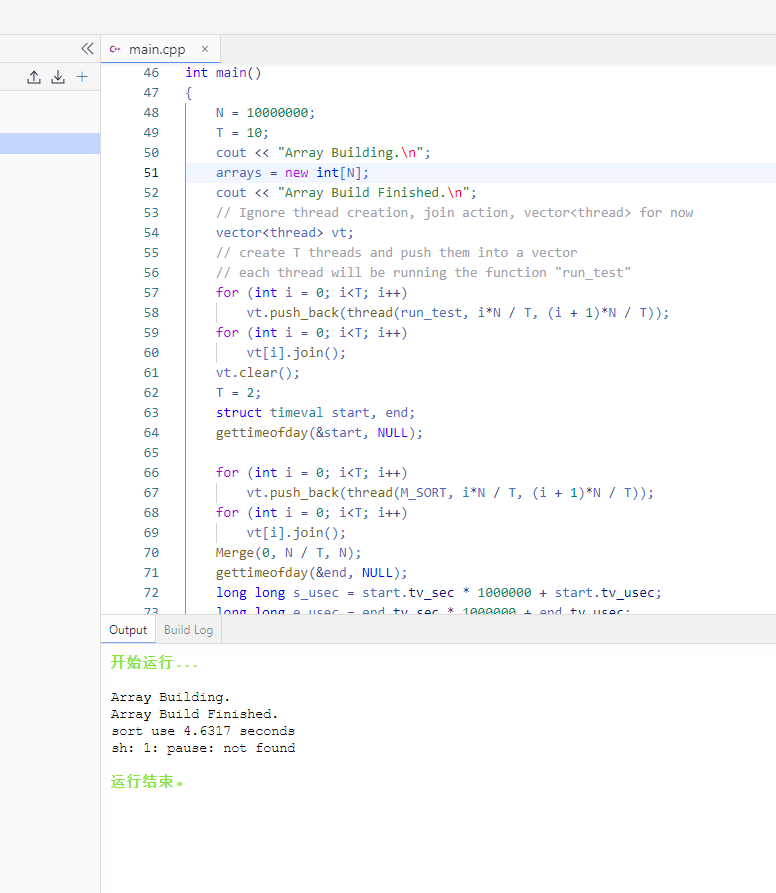 main.cpp ×
46 int main()
47 {
48 N = 10000000;
49 T = 10;
50 cout << "Array Building.\n";
51 arrays = new int[N];
52 cout << "Array Build Finished.\n";
53 // Ignore thread creation, join action, vector<thread> for now
54 vector<thread> vt;
55 // create T threads and push them into a vector
56 // each thread will be running the function "run_test"
57 for (int i = 0; i<T; i++)
58 vt.push_back(thread(run_test, i*N / T, (i + 1)*N / T));
59 for (int i = 0; i<T; i++)
60 vt[i].join();
61 vt.clear();
62 T = 2;
63 struct timeval start, end;
64 gettimeofday(&start, NULL);
65
66 for (int i = 0; i<T; i++)
67 vt.push_back(thread(M_SORT, i*N / T, (i + 1)*N / T));
68 for (int i = 0; i<T; i++)
69 vt[i].join();
70 Merge(0, N / T, N);
71 gettimeofday(&end, NULL);
72 long long s_usec = start.tv_sec * 1000000 + start.tv_usec;
73 long long e_usec = end.tv_sec * 1000000 + end.tv_usec;
Output Build Log
开始运行...
Array Building.
Array Build Finished.
sort use 4.6317 seconds
sh: 1: pause: not found
运行结束。